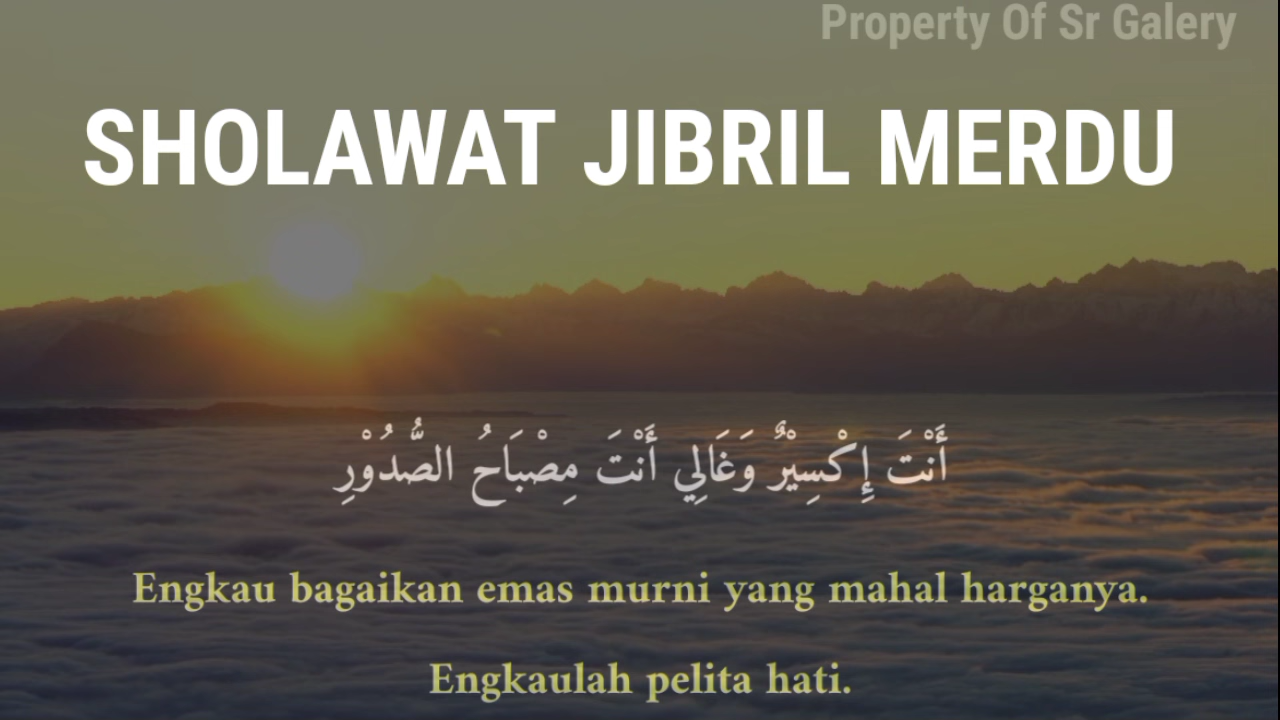 Property Of Sr Galery
SHOLAWAT JIBRIL MERDU
أَنْتَ إِكْسِيْرٌ وَغَالِي أَنْتَ مِصْبَاحُ الصُّدُوْرِ
Engkau bagaikan emas murni yang mahal harganya.
Engkaulah pelita hati.